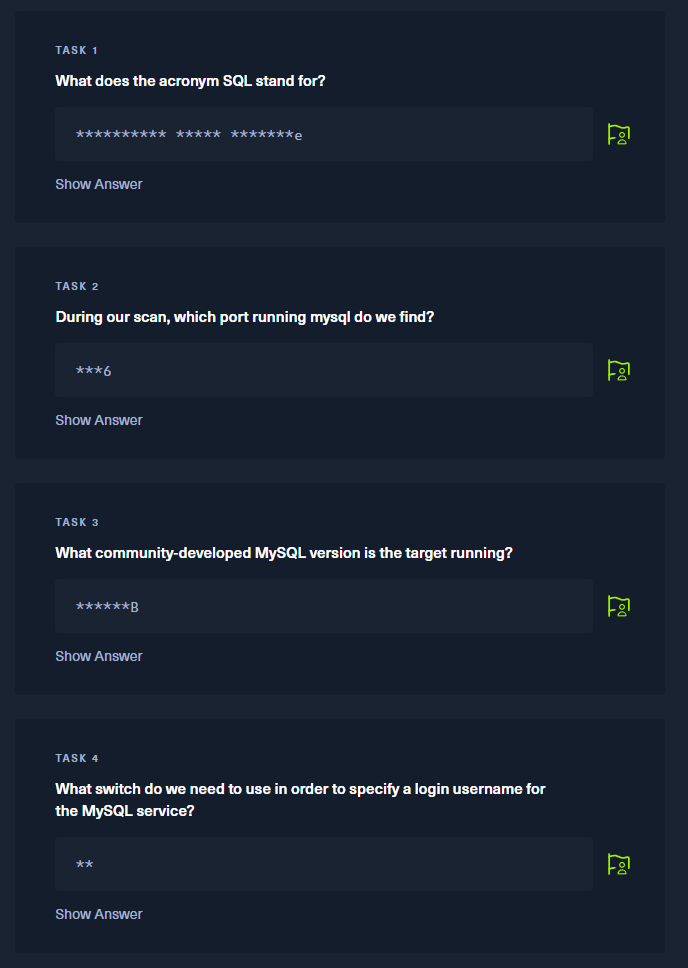 TASK 1
What does the acronym SQL stand for?
********** ***** *******e
Show Answer
TASK 2
During our scan, which port running mysql do we find?
***6
Show Answer
TASK 3
What community-developed MySQL version is the target running?
******B
Show Answer
TASK 4
What switch do we need to use in order to specify a login username for
the MySQL service?
**
Show Answer